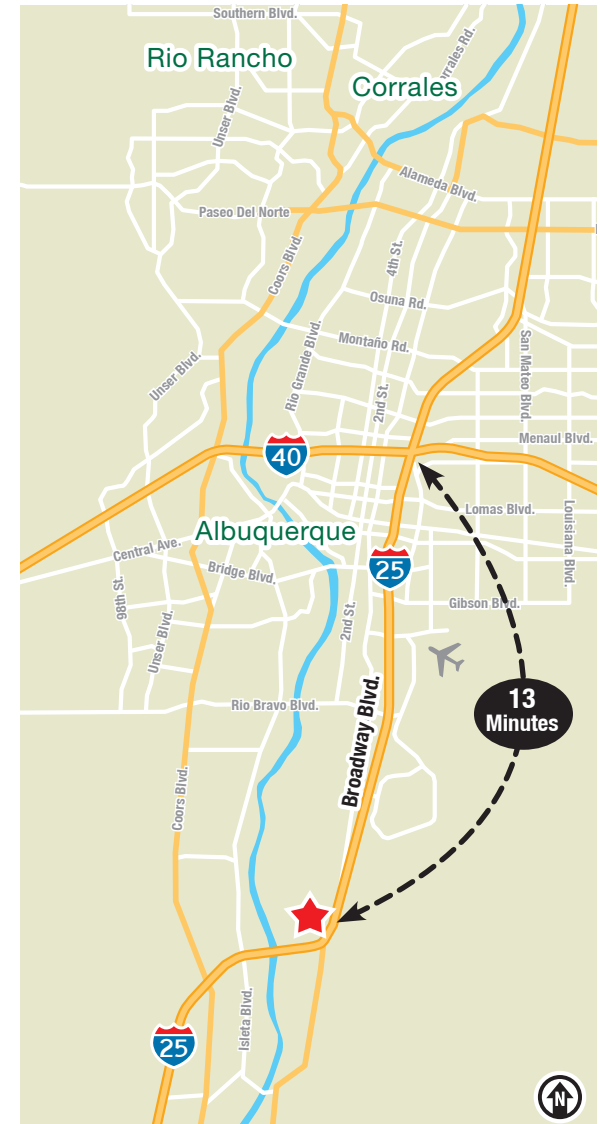 Southern Blvd.
Rio Rancho
Corrales Rd.
Corrales
Unser Blvd.
Alameda Blvd.
Paseo Del Norte
4th St.
Coors Blvd.
Osuna Rd.
Montaño Rd.
San Mateo Blvd.
Rio Grande Blvd.
Unser Blvd.
2nd St.
Menaul Blvd.
40
Lomas Blvd.
Louisiana Blvd.
Albuquerque
Central Ave.
25
Bridge Blvd.
98th St.
Gibson Blvd.
2nd St.
Unser Blvd.
Rio Bravo Blvd.
13
Minutes
Broadway Blvd.
Coors Blvd.
Isleta Blvd.
25
N